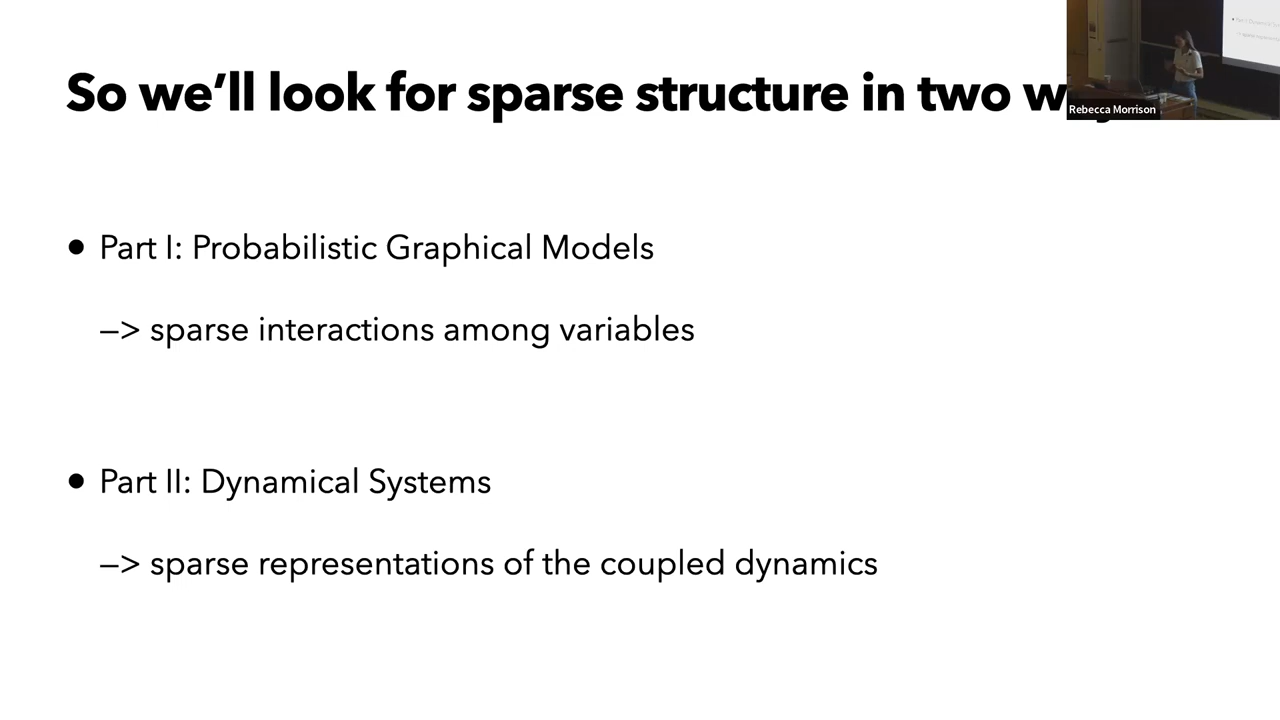 So we’ll look for sparse structure in two
Rebecca Morrison
● Part I: Probabilistic Graphical Models
—> sparse interactions among variables
● Part II: Dynamical Systems
—> sparse representations of the coupled dynamics